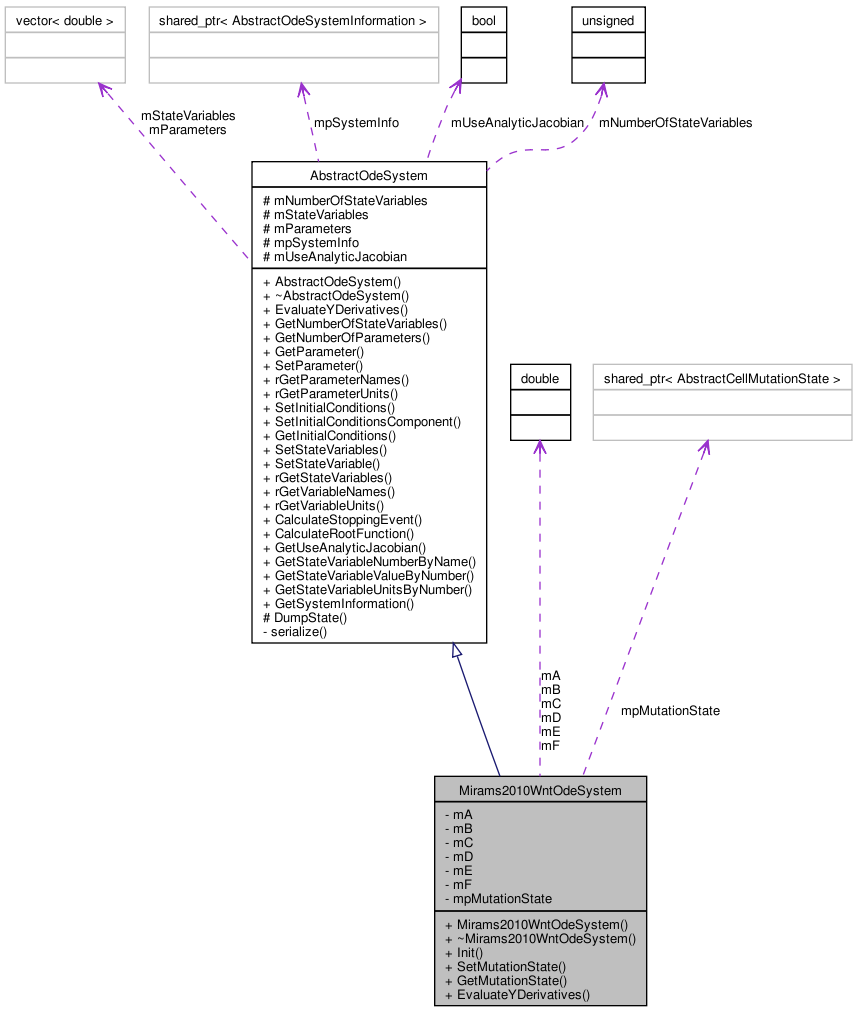 vector< double >
shared_ptr< AbstractOdeSystemInformation >
bool
unsigned
mStateVariables
mParameters
mpSystemInfo
mUseAnalyticJacobian
mNumberOfStateVariables
AbstractOdeSystem
# mNumberOfStateVariables
# mStateVariables
# mParameters
# mpSystemInfo
# mUseAnalyticJacobian
+ AbstractOdeSystem()
+ ~AbstractOdeSystem()
+ EvaluateYDerivatives()
+ GetNumberOfStateVariables()
+ GetNumberOfParameters()
+ GetParameter()
+ SetParameter()
+ rGetParameterNames()
+ rGetParameterUnits()
+ SetInitialConditions()
+ SetInitialConditionsComponent()
+ GetInitialConditions()
+ SetStateVariables()
+ SetStateVariable()
+ rGetStateVariables()
+ rGetVariableNames()
+ rGetVariableUnits()
+ CalculateStoppingEvent()
+ CalculateRootFunction()
+ GetUseAnalyticJacobian()
+ GetStateVariableNumberByName()
+ GetStateVariableValueByNumber()
+ GetStateVariableUnitsByNumber()
+ GetSystemInformation()
# DumpState()
- serialize()
double
shared_ptr< AbstractCellMutationState >
mA
mB
mC
mD
mE
mF
mpMutationState
Mirams2010WntOdeSystem
- mA
- mB
- mC
- mD
- mE
- mF
- mpMutationState
+ Mirams2010WntOdeSystem()
+ ~Mirams2010WntOdeSystem()
+ Init()
+ SetMutationState()
+ GetMutationState()
+ EvaluateYDerivatives()